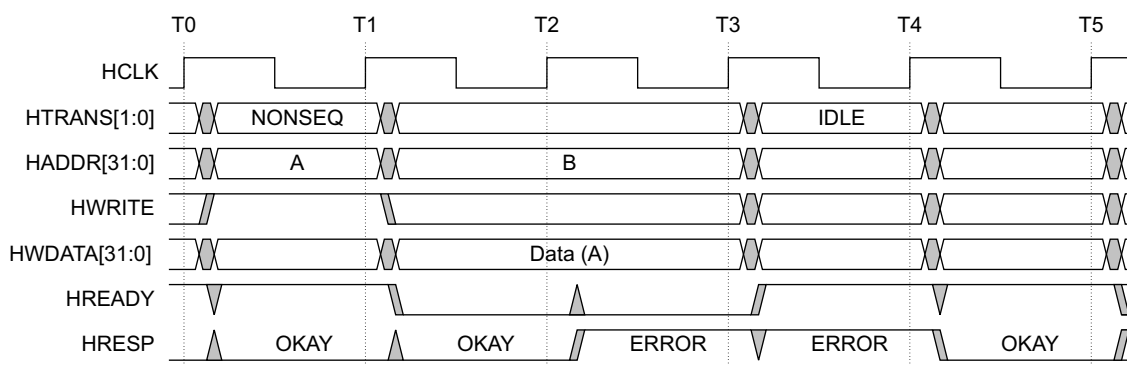 T0 T1 T2 T3 T4 T5
HCLK
HTRANS[1:0] NONSEQ IDLE
HADDR[31:0] A B
HWRITE
HWDATA[31:0] Data (A)
HREADY
HRESP OKAY OKAY ERROR ERROR OKAY